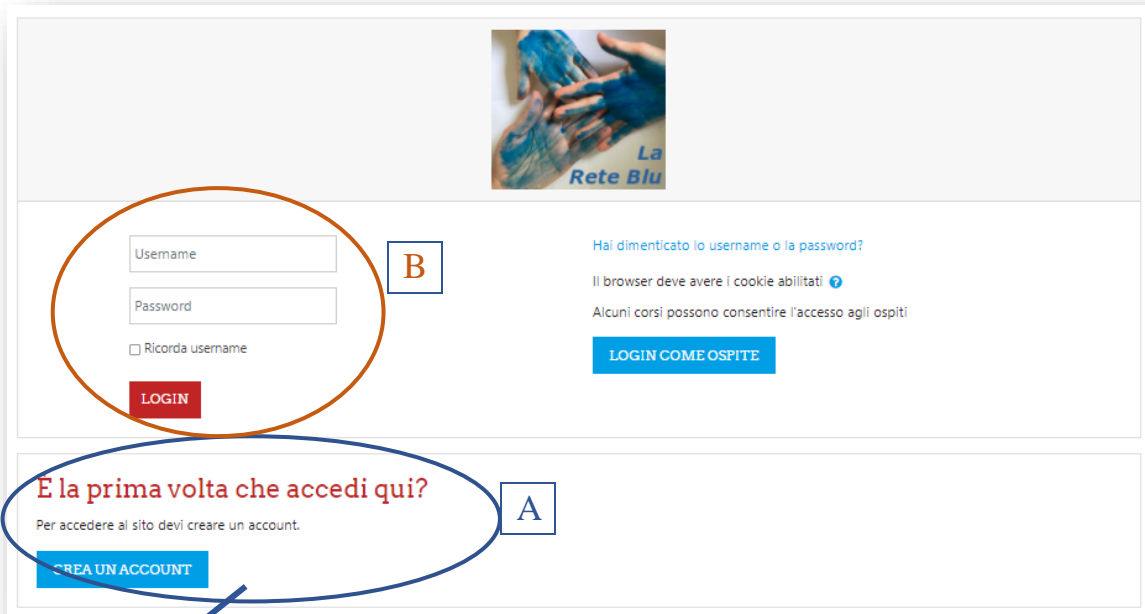 La
Rete Blu
Username
Password
Ricorda username
LOGIN
B
Hai dimenticato lo username o la password?
Il browser deve avere i cookie abilitati
Alcuni corsi possono consentire l'accesso agli ospiti
LOGIN COME OSPITE
É la prima volta che accedi qui?
Per accedere al sito devi creare un account.
CREA UN ACCOUNT
A